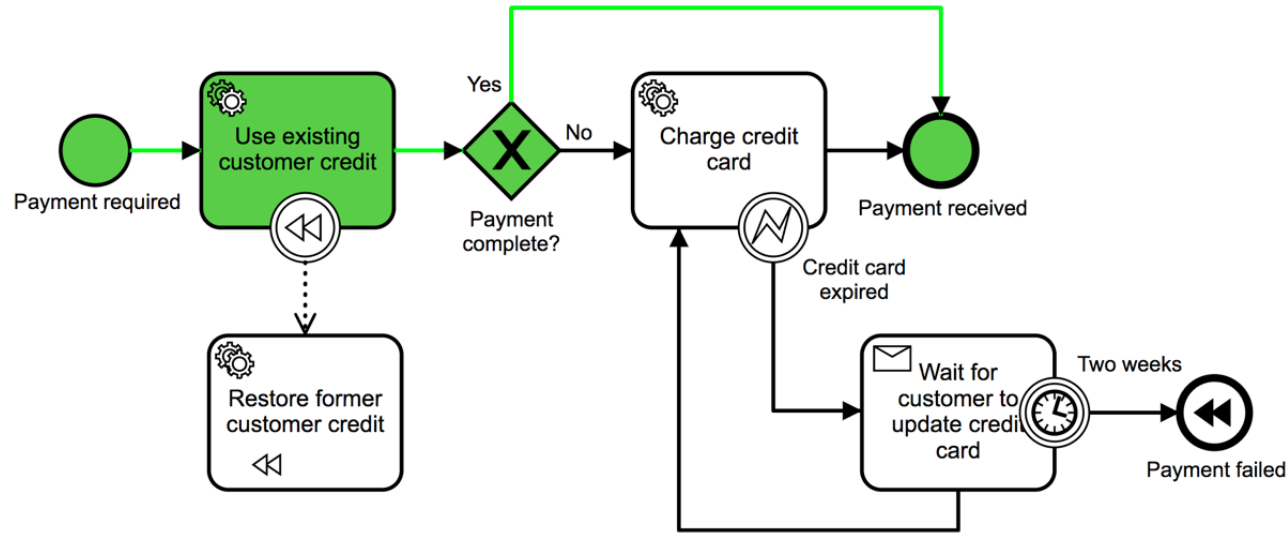 Payment required
Use existing
customer credit
Restore former
customer credit
Yes
Payment
complete?
No
Charge credit
card
Payment received
Credit card
expired
Wait for
customer to
update credit
card
Two weeks
Payment failed